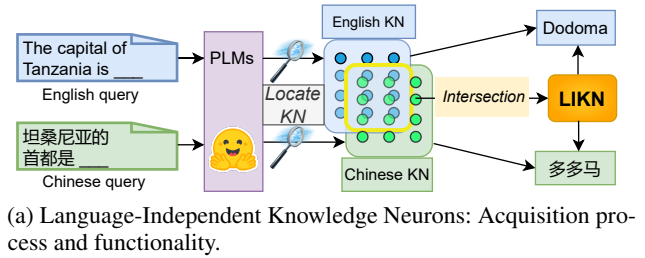 The capital of
Tanzania is ___
English query
坦桑尼亚的
首都是 ___
Chinese query
PLMs
Locate
KN
English KN
Chinese KN
Intersection
Dodoma
LIKN
多多马
(a) Language-Independent Knowledge Neurons: Acquisition pro-
cess and functionality.